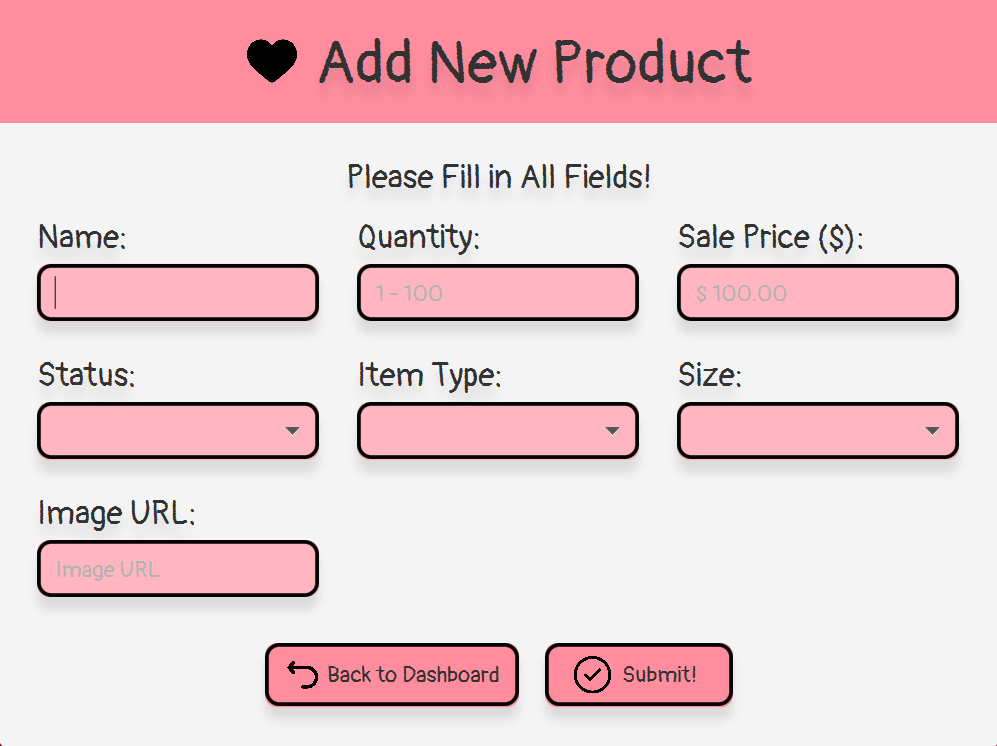 Add New Product
Please Fill in All Fields!
Name: Quantity: Sale Price ($):
1 - 100 $ 100.00
Status: Item Type: Size:
Image URL:
Image URL
Back to Dashboard Submit!